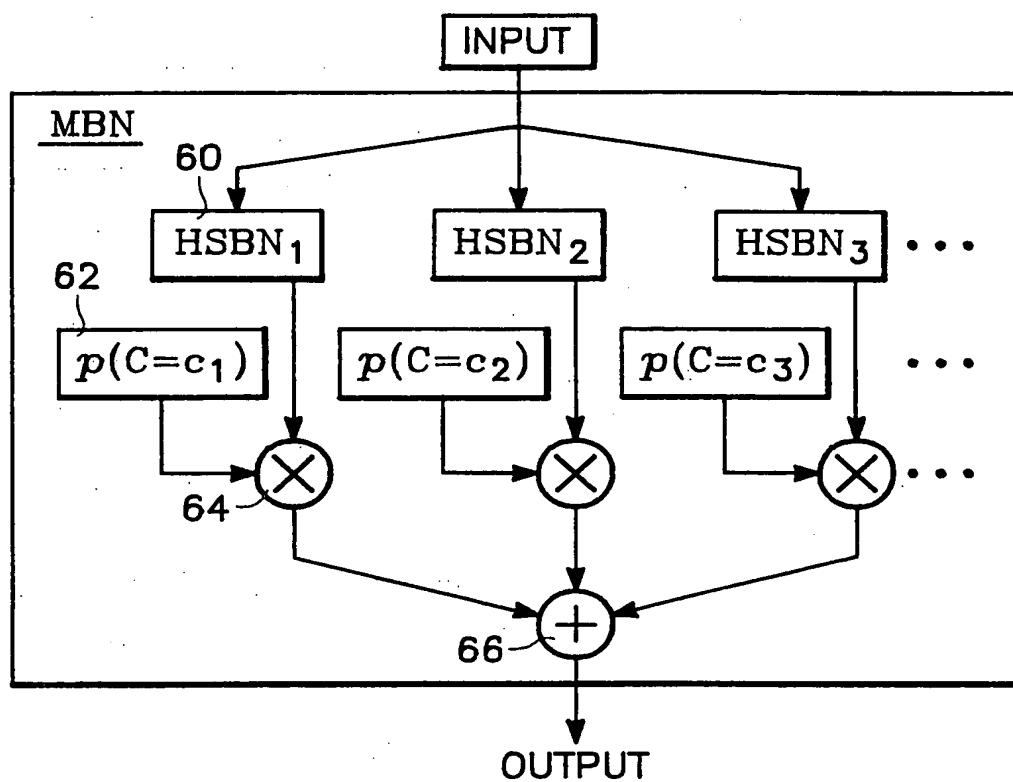 INPUT
MBN
60
HSBN1 HSBN2 HSBN3 •••
62
p(C=c1) p(C=c2) p(C=c3) •••
•••
64
66
OUTPUT